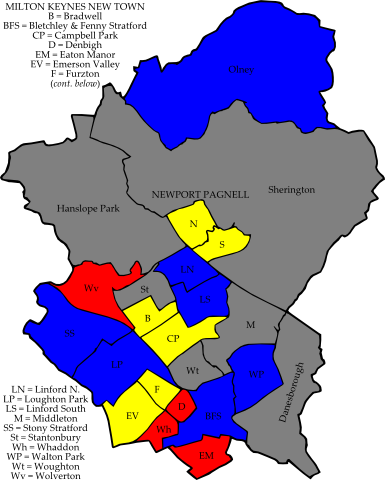 MILTON KEYNES NEW TOWN
B = Bradwell
BFS = Bletchley & Fenny Stratford
CP = Campbell Park
D = Denbigh
EM = Eaton Manor
EV = Emerson Valley
F = Furzton
(cont. below)
Olney
NEWPORT PAGNELL
Sherington
Hanslope Park
N
S
LN
Wv
St
LS
B
M
SS
CP
LP
Wt
WP
Danesborough
F
D
EV
BFS
Wh
EM
LN = Linford N.
LP = Loughton Park
LS = Linford South
M = Middleton
SS = Stony Stratford
St = Stantonbury
Wh = Whaddon
WP = Walton Park
Wt = Woughton
Wv = Wolverton